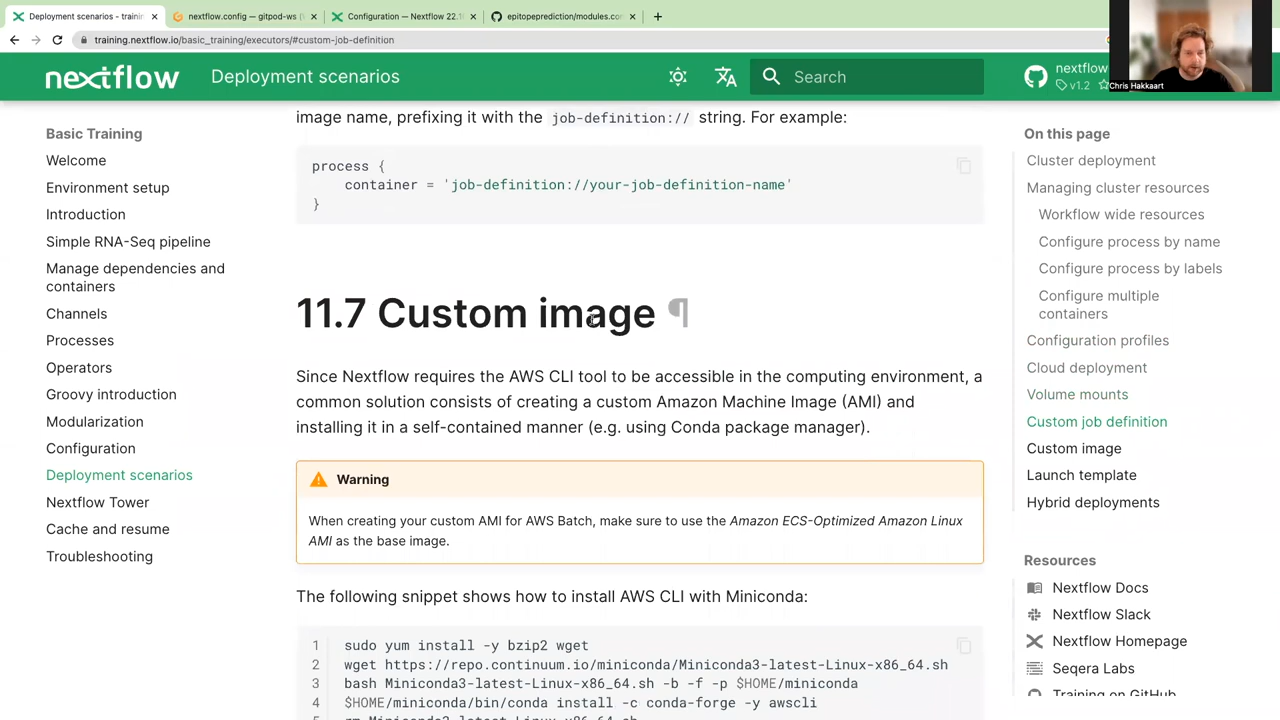 Deployment scenarios - trainin
nextflow.config — gitpod-ws [
Configuration — Nextflow 22.1
epitopeprediction/modules.con
training.nextflow.io/basic_training/executors/#custom-job-definition
Chris Hakkaart
nextflow
Deployment scenarios
Search
nextflow
v1.2
Basic Training
Welcome
Environment setup
Introduction
Simple RNA-Seq pipeline
Manage dependencies and
containers
Channels
Processes
Operators
Groovy introduction
Modularization
Configuration
Deployment scenarios
Nextflow Tower
Cache and resume
Troubleshooting
image name, prefixing it with the job-definition:// string. For example:
process {
container = 'job-definition://your-job-definition-name'
}
11.7 Custom image ¶
Since Nextflow requires the AWS CLI tool to be accessible in the computing environment, a
common solution consists of creating a custom Amazon Machine Image (AMI) and
installing it in a self-contained manner (e.g. using Conda package manager).
Warning
When creating your custom AMI for AWS Batch, make sure to use the Amazon ECS-Optimized Amazon Linux
AMI as the base image.
The following snippet shows how to install AWS CLI with Miniconda:
1 sudo yum install -y bzip2 wget
2 wget https://repo.continuum.io/miniconda/Miniconda3-latest-Linux-x86_64.sh
3 bash Miniconda3-latest-Linux-x86_64.sh -b -f -p $HOME/miniconda
4 $HOME/miniconda/bin/conda install -c conda-forge -y awscli
5 rm Miniconda3-latest-Linux-x86_64.sh
On this page
Cluster deployment
Managing cluster resources
Workflow wide resources
Configure process by name
Configure process by labels
Configure multiple
containers
Configuration profiles
Cloud deployment
Volume mounts
Custom job definition
Custom image
Launch template
Hybrid deployments
Resources
Nextflow Docs
Nextflow Slack
Nextflow Homepage
Seqera Labs
Training on GitHub